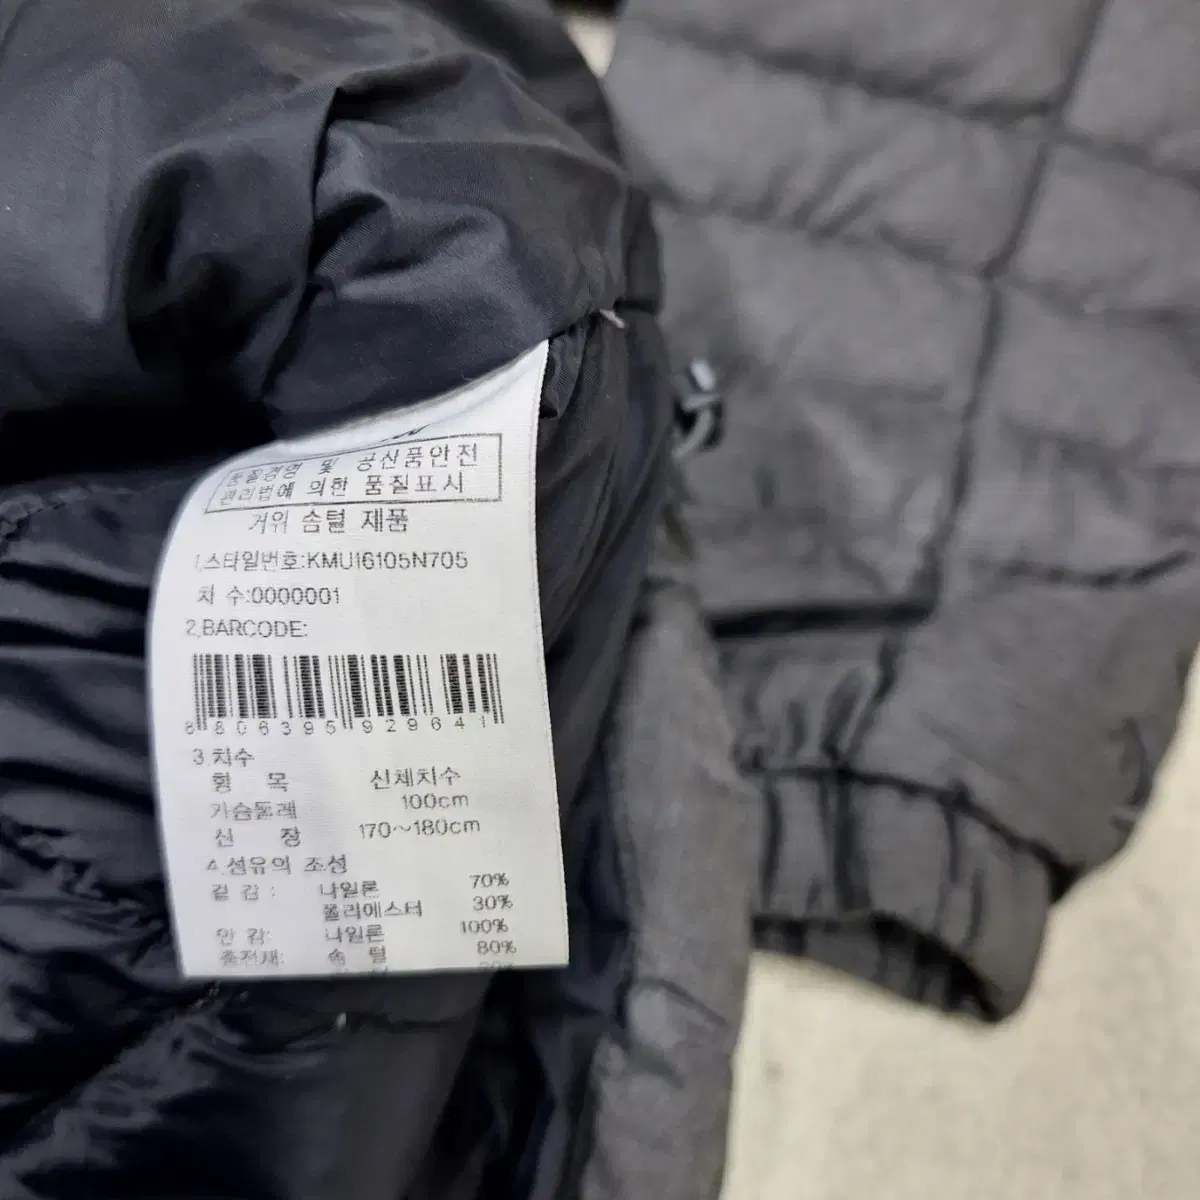 품질경영 및 공산품안전
관리법에 의한 품질표시
거위 솜털 제품
1.스타일번호:KMU16105N705
차 수:0000001
2,BARCODE:
8 806395 929641
3.치수
항 목 신체치수
가슴둘레 100cm
신 장 170~180cm
4.섬유의 조성
겉 감 : 나일론 70%
폴리에스터 30%
안 감: 나일론 100%
충전재: 솜 털 80%